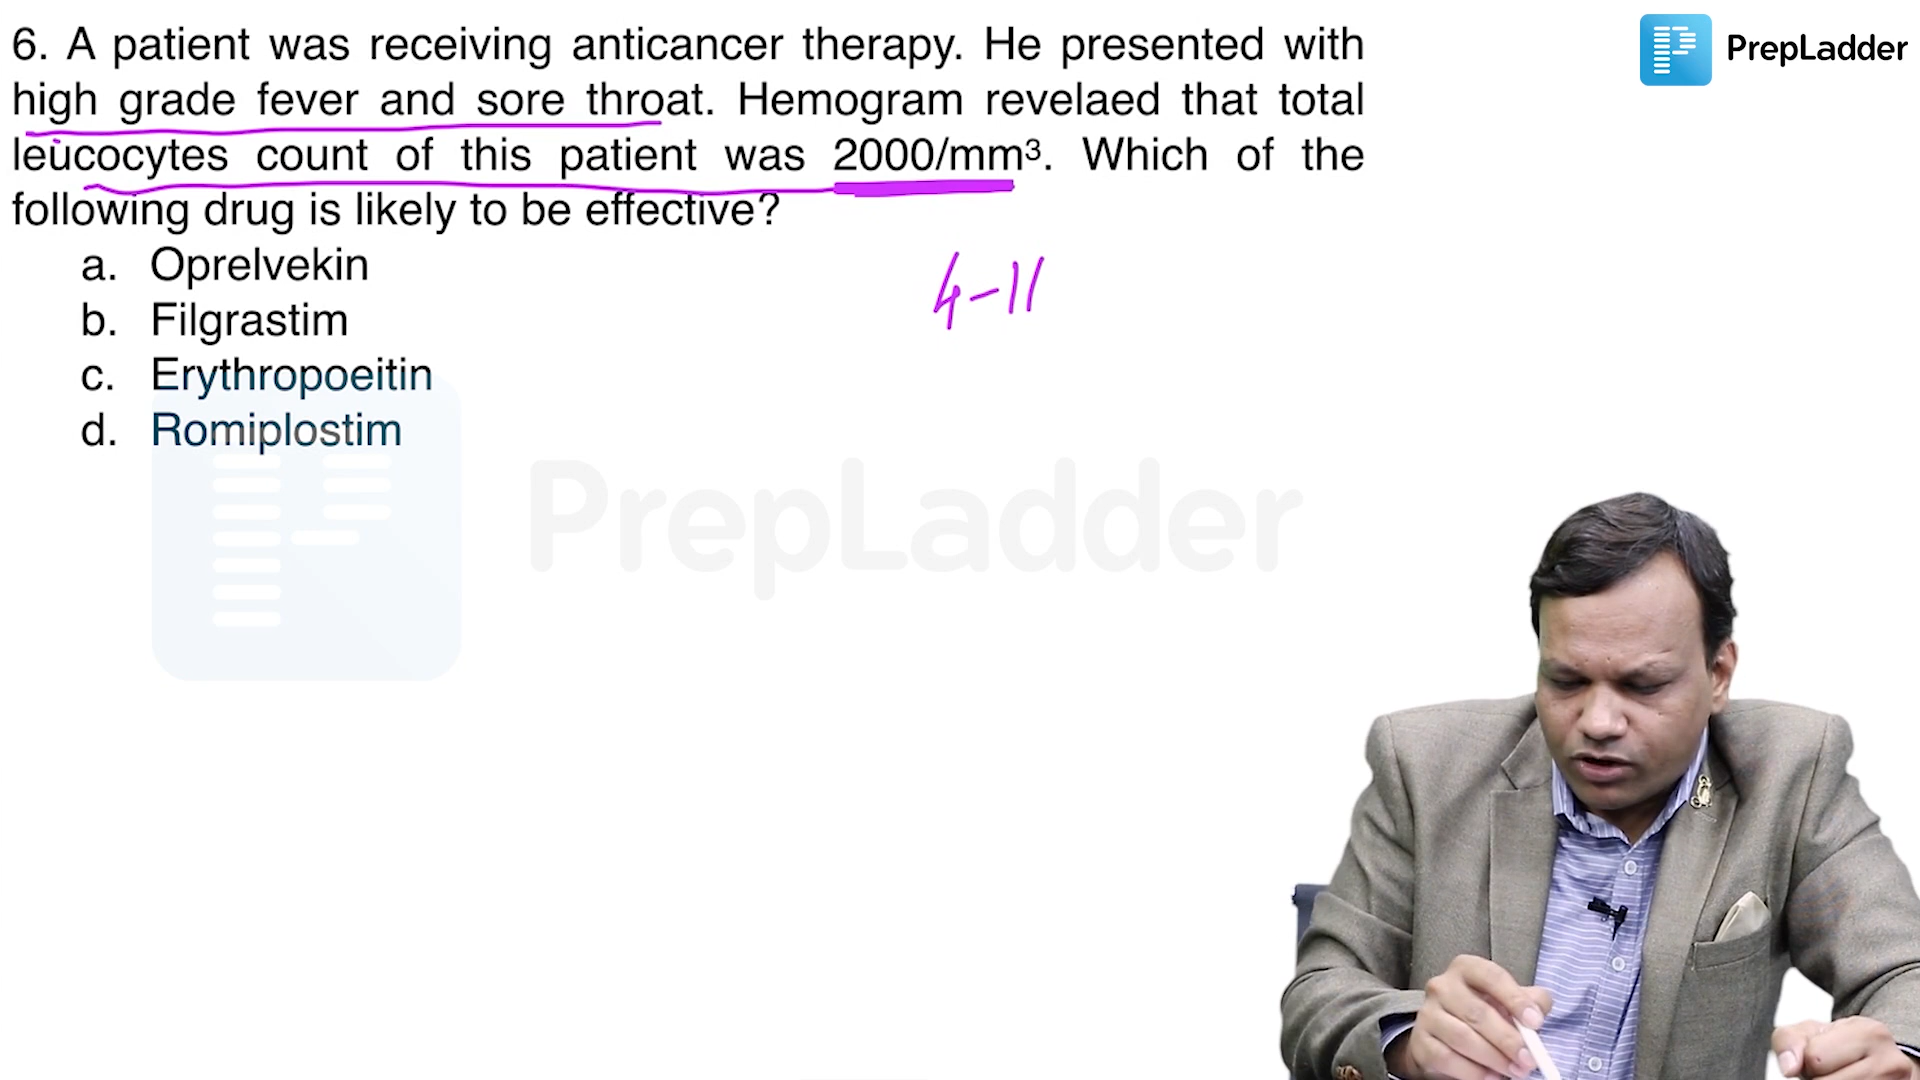 6. A patient was receiving anticancer therapy. He presented with
high grade fever and sore throat. Hemogram revelaed that total
leucocytes count of this patient was 2000/mm³. Which of the
following drug is likely to be effective?
a. Oprelvekin
b. Filgrastim
c. Erythropoeitin
d. Romiplostim
4-11
PrepLadder
PrepLadder